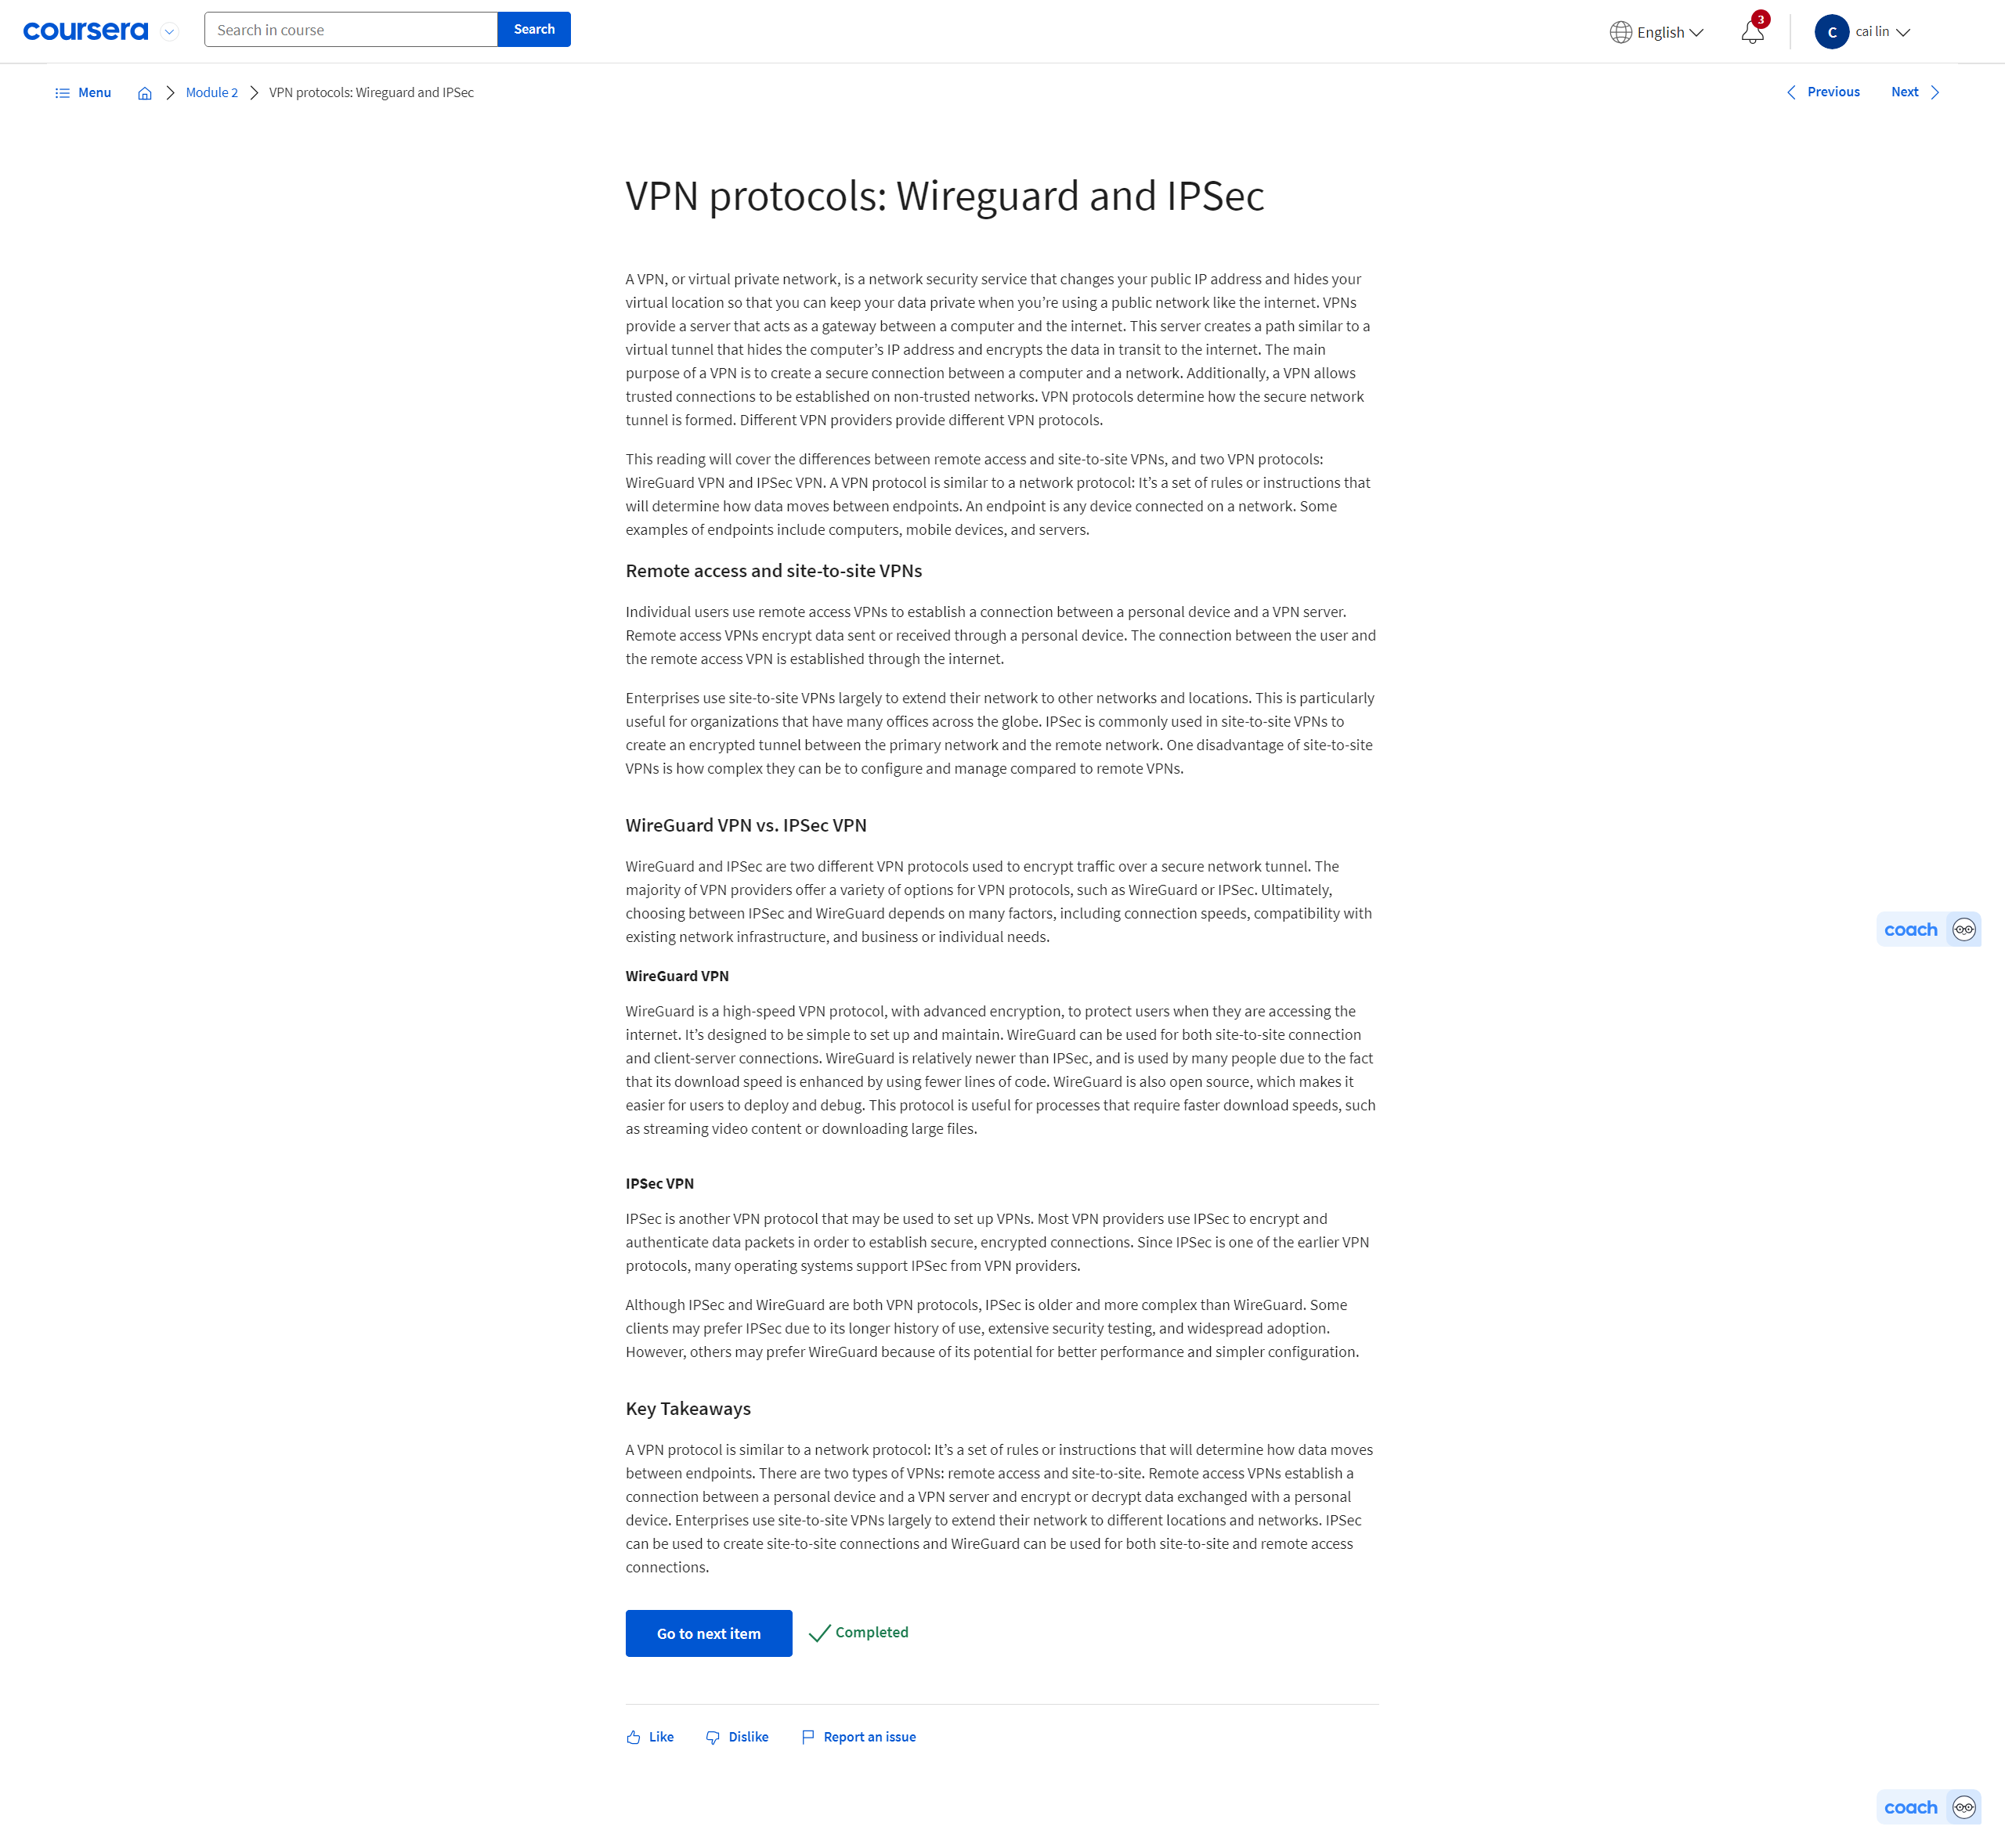 coursera
Search in course
Search
English
3
C
cai lin
Menu
Module 2
VPN protocols: Wireguard and IPSec
Previous
Next
VPN protocols: Wireguard and IPSec
A VPN, or virtual private network, is a network security service that changes your public IP address and hides your
virtual location so that you can keep your data private when you’re using a public network like the internet. VPNs
provide a server that acts as a gateway between a computer and the internet. This server creates a path similar to a
virtual tunnel that hides the computer’s IP address and encrypts the data in transit to the internet. The main
purpose of a VPN is to create a secure connection between a computer and a network. Additionally, a VPN allows
trusted connections to be established on non-trusted networks. VPN protocols determine how the secure network
tunnel is formed. Different VPN providers provide different VPN protocols.
This reading will cover the differences between remote access and site-to-site VPNs, and two VPN protocols:
WireGuard VPN and IPSec VPN. A VPN protocol is similar to a network protocol: It’s a set of rules or instructions that
will determine how data moves between endpoints. An endpoint is any device connected on a network. Some
examples of endpoints include computers, mobile devices, and servers.
Remote access and site-to-site VPNs
Individual users use remote access VPNs to establish a connection between a personal device and a VPN server.
Remote access VPNs encrypt data sent or received through a personal device. The connection between the user and
the remote access VPN is established through the internet.
Enterprises use site-to-site VPNs largely to extend their network to other networks and locations. This is particularly
useful for organizations that have many offices across the globe. IPSec is commonly used in site-to-site VPNs to
create an encrypted tunnel between the primary network and the remote network. One disadvantage of site-to-site
VPNs is how complex they can be to configure and manage compared to remote VPNs.
WireGuard VPN vs. IPSec VPN
WireGuard and IPSec are two different VPN protocols used to encrypt traffic over a secure network tunnel. The
majority of VPN providers offer a variety of options for VPN protocols, such as WireGuard or IPSec. Ultimately,
choosing between IPSec and WireGuard depends on many factors, including connection speeds, compatibility with
existing network infrastructure, and business or individual needs.
coach
WireGuard VPN
WireGuard is a high-speed VPN protocol, with advanced encryption, to protect users when they are accessing the
internet. It’s designed to be simple to set up and maintain. WireGuard can be used for both site-to-site connection
and client-server connections. WireGuard is relatively newer than IPSec, and is used by many people due to the fact
that its download speed is enhanced by using fewer lines of code. WireGuard is also open source, which makes it
easier for users to deploy and debug. This protocol is useful for processes that require faster download speeds, such
as streaming video content or downloading large files.
IPSec VPN
IPSec is another VPN protocol that may be used to set up VPNs. Most VPN providers use IPSec to encrypt and
authenticate data packets in order to establish secure, encrypted connections. Since IPSec is one of the earlier VPN
protocols, many operating systems support IPSec from VPN providers.
Although IPSec and WireGuard are both VPN protocols, IPSec is older and more complex than WireGuard. Some
clients may prefer IPSec due to its longer history of use, extensive security testing, and widespread adoption.
However, others may prefer WireGuard because of its potential for better performance and simpler configuration.
Key Takeaways
A VPN protocol is similar to a network protocol: It’s a set of rules or instructions that will determine how data moves
between endpoints. There are two types of VPNs: remote access and site-to-site. Remote access VPNs establish a
connection between a personal device and a VPN server and encrypt or decrypt data exchanged with a personal
device. Enterprises use site-to-site VPNs largely to extend their network to different locations and networks. IPSec
can be used to create site-to-site connections and WireGuard can be used for both site-to-site and remote access
connections.
Go to next item
Completed
Like
Dislike
Report an issue
coach